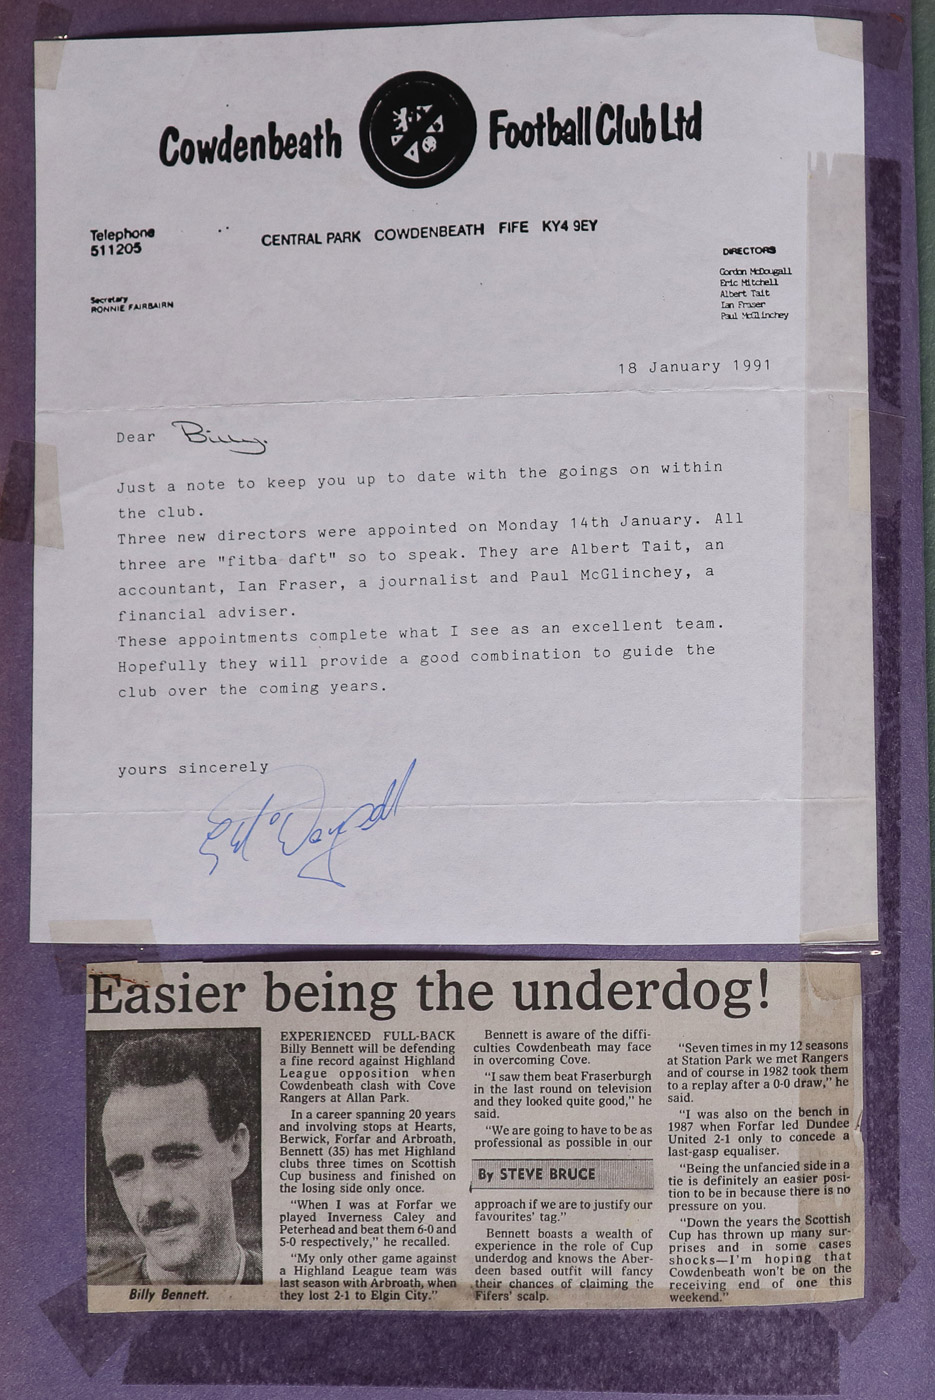 Cowdenbeath Football Club Ltd
Telephone
511205
CENTRAL PARK COWDENBEATH FIFE KY4 9EY
Secretary
RONNIE FAIRBAIRN
DIRECTORS
Gordon McDougall
Eric Mitchell
Albert Tait
Ian Fraser
Paul McGlinchey
18 January 1991
Dear Billy.
Just a note to keep you up to date with the goings on within
the club.
Three new directors were appointed on Monday 14th January. All
three are "fitba daft" so to speak. They are Albert Tait, an
accountant, Ian Fraser, a journalist and Paul McGlinchey, a
financial adviser.
These appointments complete what I see as an excellent team.
Hopefully they will provide a good combination to guide the
club over the coming years.
yours sincerely
Easier being the underdog!
Billy Bennett.
EXPERIENCED FULL-BACK
Billy Bennett will be defending
a fine record against Highland
League opposition when
Cowdenbeath clash with Cove
Rangers at Allan Park.
In a career spanning 20 years
and involving stops at Hearts,
Berwick, Forfar and Arbroath,
Bennett (35) has met Highland
clubs three times on Scottish
Cup business and finished on
the losing side only once.
"When I was at Forfar we
played Inverness Caley and
Peterhead and beat them 6-0 and
5-0 respectively," he recalled.
"My only other game against
a Highland League team was
last season with Arbroath, when
they lost 2-1 to Elgin City."
Bennett is aware of the diffi-
culties Cowdenbeath may face
in overcoming Cove.
"I saw them beat Fraserburgh
in the last round on television
and they looked quite good," he
said.
"We are going to have to be as
professional as possible in our
By STEVE BRUCE
approach if we are to justify our
favourites' tag."
Bennett boasts a wealth of
experience in the role of Cup
underdog and knows the Aber-
deen based outfit will fancy
their chances of claiming the
Fifers' scalp.
"Seven times in my 12 seasons
at Station Park we met Rangers
and of course in 1982 took them
to a replay after a 0-0 draw," he
said.
"I was also on the bench in
1987 when Forfar led Dundee
United 2-1 only to concede a
last-gasp equaliser.
"Being the unfancied side in a
tie is definitely an easier posi-
tion to be in because there is no
pressure on you.
"Down the years the Scottish
Cup has thrown up many sur-
prises and in some cases
shocks—I'm hoping that
Cowdenbeath won't be on the
receiving end of one this
weekend."